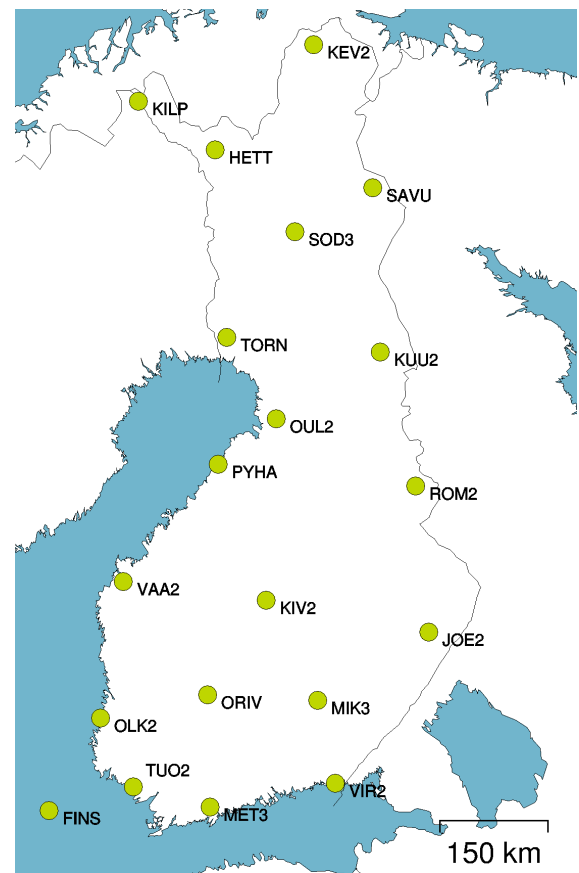 KEV2
KILP
HETT
SAVU
SOD3
TORN
KUU2
OUL2
PYHA
ROM2
VAA2
KIV2
JOE2
ORIV
MIK3
OLK2
TUO2
VIR2
MET3
FINS
150 km